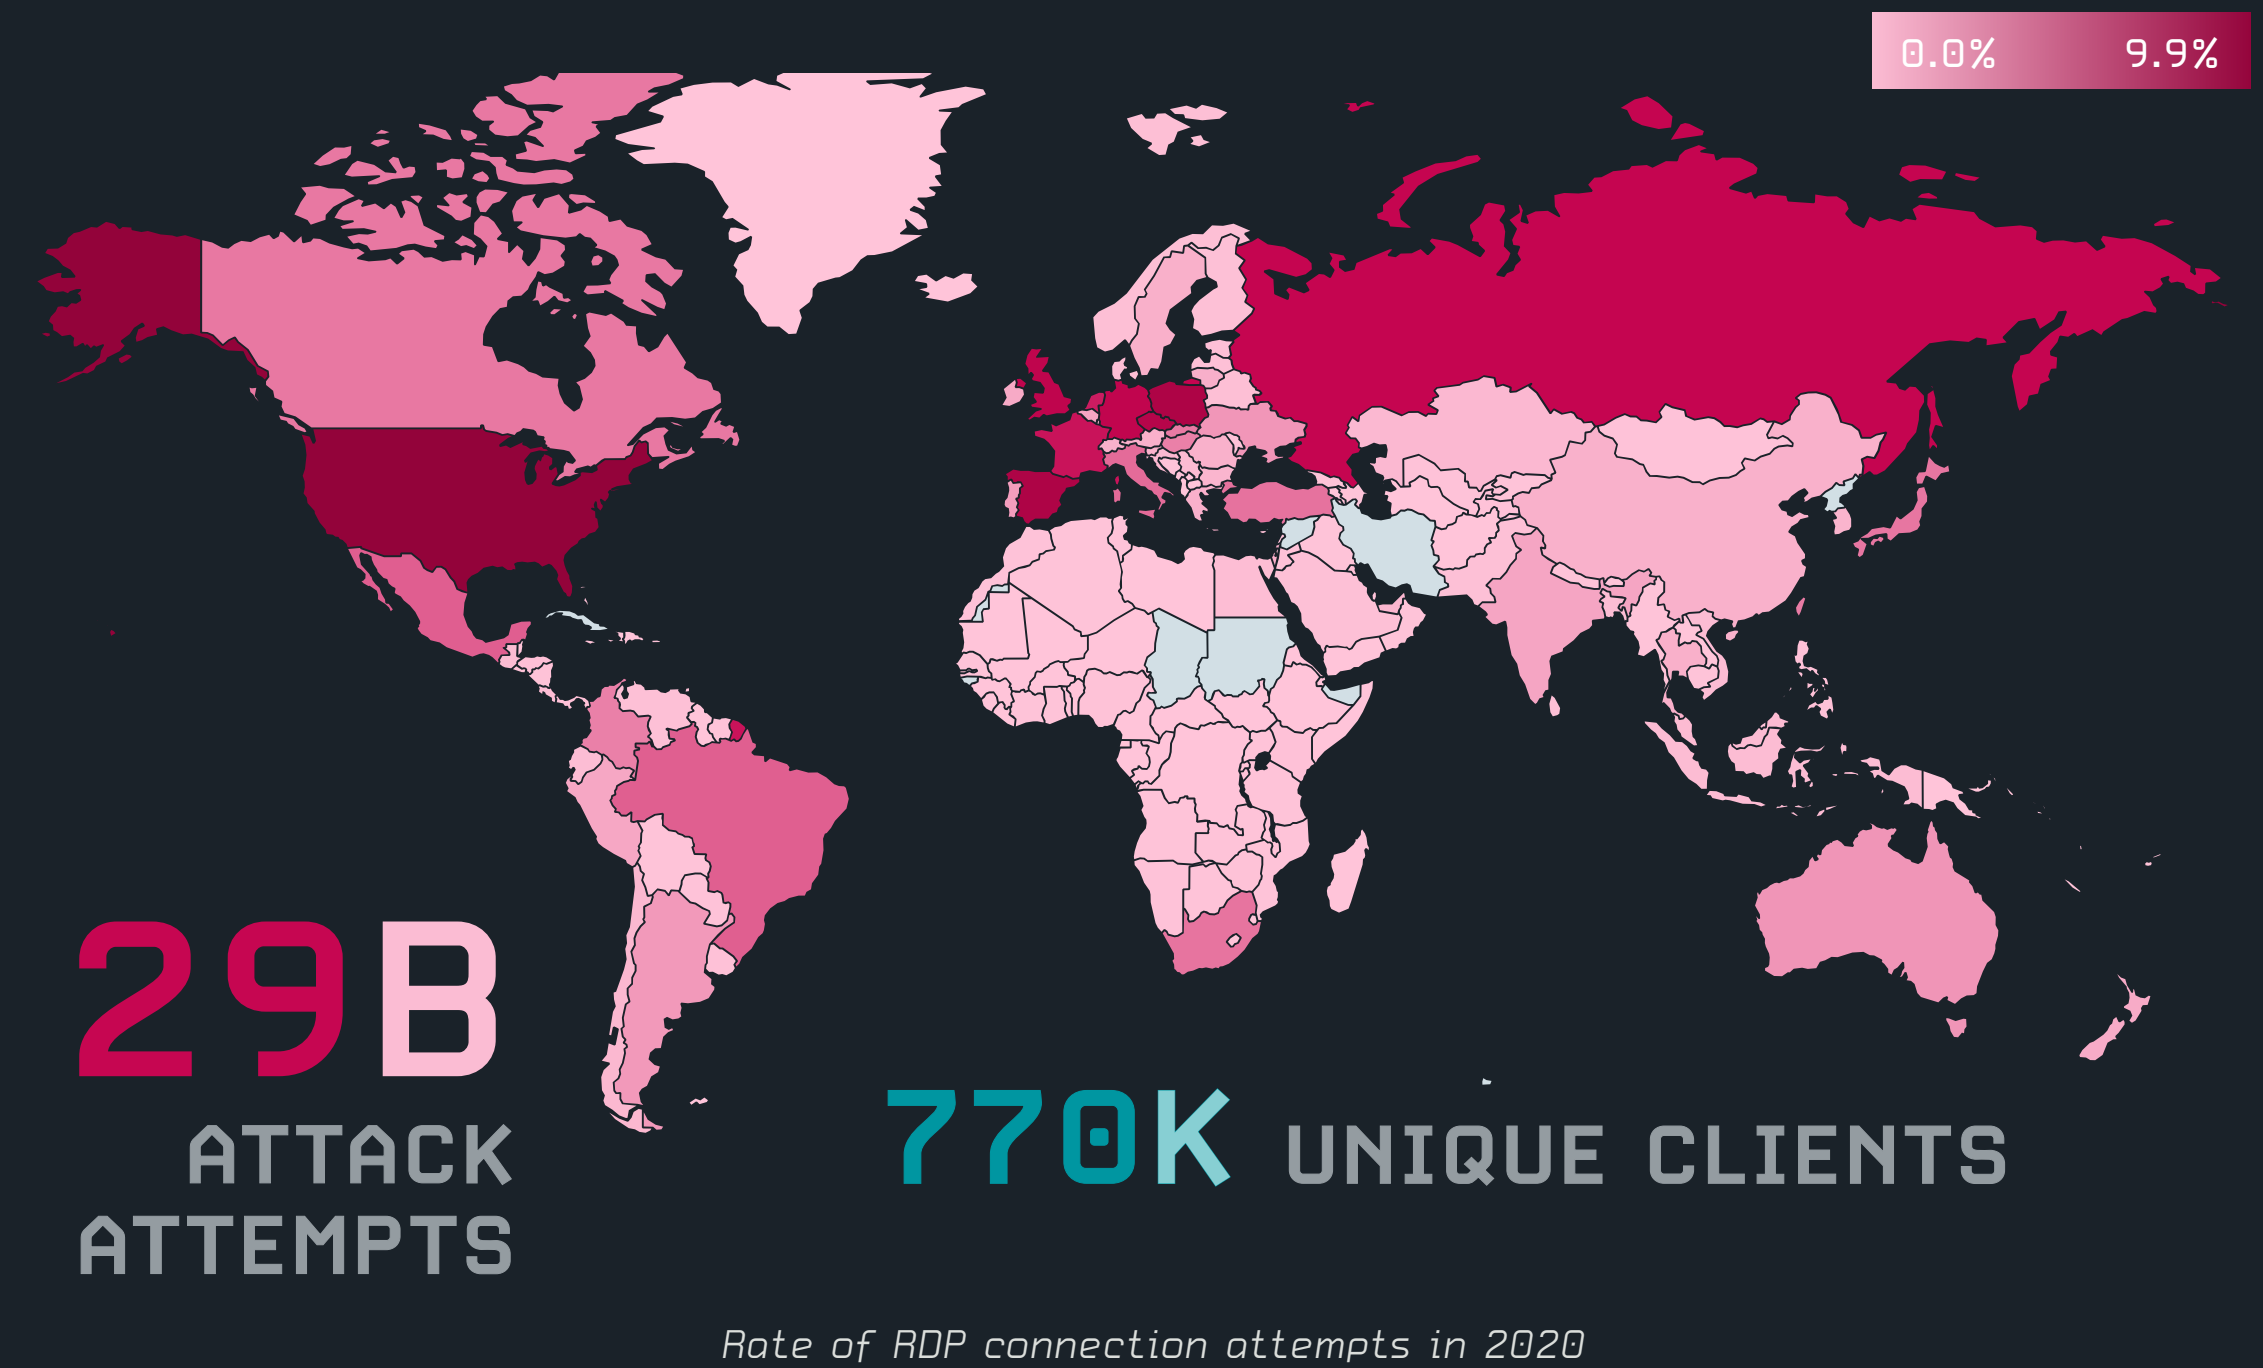 0.0% 9.9%
29B
ATTACK
ATTEMPTS
770K UNIQUE CLIENTS
Rate of RDP connection attempts in 2020